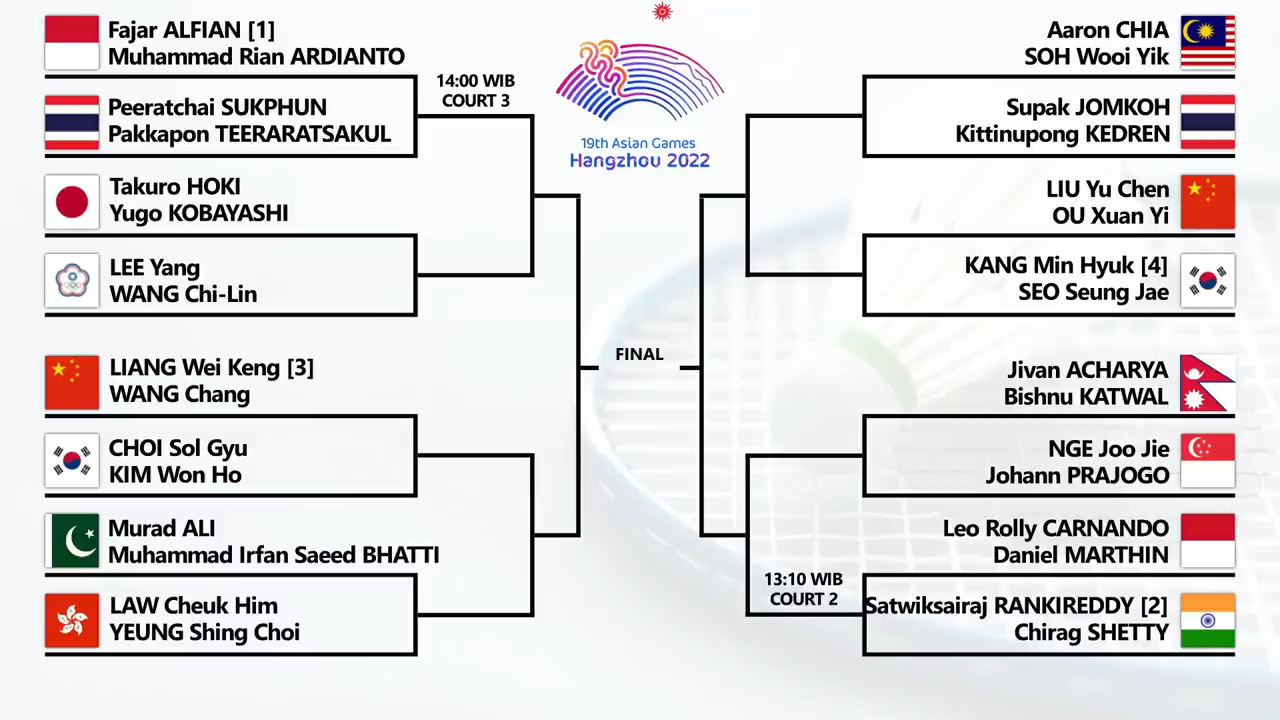 Fajar ALFIAN [1]
Muhammad Rian ARDIANTO
Peeratchai SUKPHUN
Pakkapon TEERARATSAKUL
14:00 WIB
COURT 3
Takuro HOKI
Yugo KOBAYASHI
LEE Yang
WANG Chi-Lin
LIANG Wei Keng [3]
WANG Chang
CHOI Sol Gyu
KIM Won Ho
Murad ALI
Muhammad Irfan Saeed BHATTI
LAW Cheuk Him
YEUNG Shing Choi
19th Asian Games
Hangzhou 2022
FINAL
Aaron CHIA
SOH Wooi Yik
Supak JOMKOH
Kittinupong KEDREN
LIU Yu Chen
OU Xuan Yi
KANG Min Hyuk [4]
SEO Seung Jae
Jivan ACHARYA
Bishnu KATWAL
NGE Joo Jie
Johann PRAJOGO
Leo Rolly CARNANDO
Daniel MARTHIN
13:10 WIB
COURT 2
Satwiksairaj RANKIREDDY [2]
Chirag SHETTY